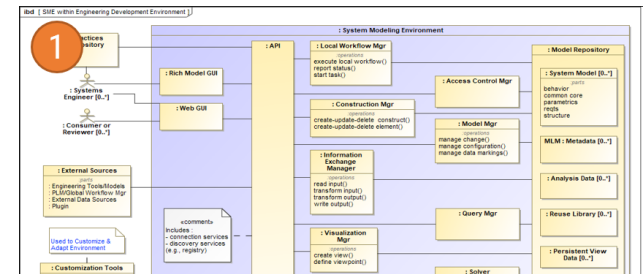 ibd [ SME within Engineering Development Environment ]
1
ctices
ository
: Systems
Engineer [0..*]
: Consumer or
Reviewer [0..*]
: External Sources
parts
: Engineering Tools/Models
: PLM/Global Workflow Mgr
: External Data Sources
: Plugin
Used to Customize &
Adapt Environment
: Customization Tools
: System Modeling Environment
: Rich Model GUI
: Web GUI
«comment»
Includes :
- connection services
- discovery services
(e.g., registry)
: API
: Local Workflow Mgr
operations
execute local workflow()
report status()
start task()
: Construction Mgr
operations
create-update-delete construct()
create-update-delete element()
: Information
Exchange
Manager
operations
read input()
transform input()
transform output()
write output()
: Visualization
Mgr
operations
create view()
define viewpoint()
: Access Control Mgr
: Model Mgr
operations
manage change()
manage configuration()
manage data markings()
: Query Mgr
: Solver
: Model Repository
: System Model [0..*]
parts
behavior
common core
parametrics
reqts
structure
MLM : Metadata [0..*]
: Analysis Data [0..*]
: Reuse Library [0..*]
: Persistent View
Data [0..*]